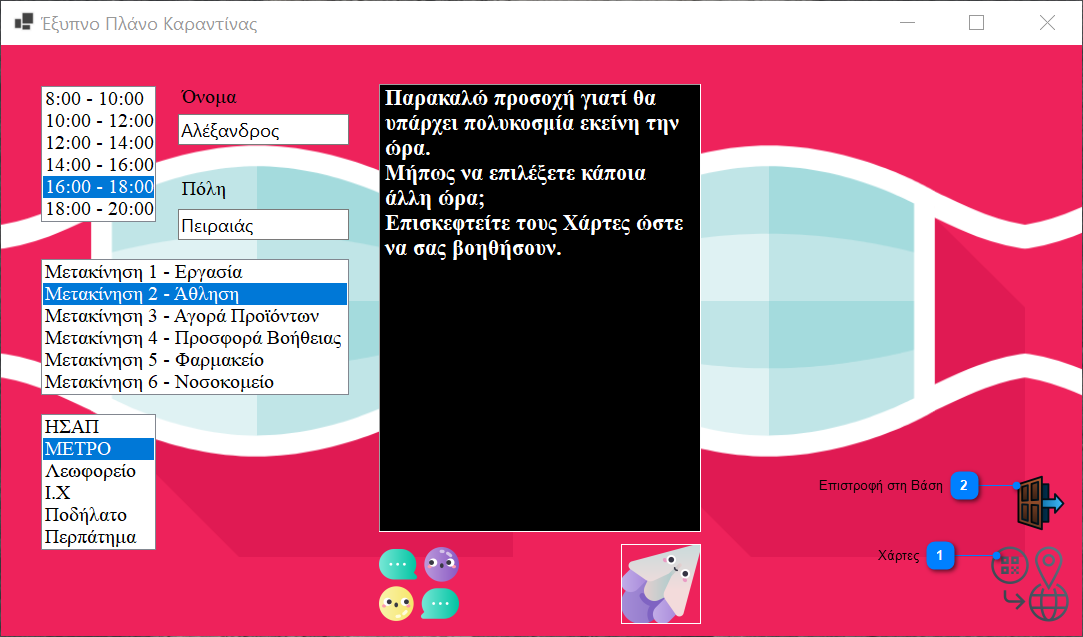 Έξυπνο Πλάνο Καραντίνας
8:00 - 10:00
10:00 - 12:00
12:00 - 14:00
14:00 - 16:00
16:00 - 18:00
18:00 - 20:00
Όνομα
Αλέξανδρος
Πόλη
Πειραιάς
Μετακίνηση 1 - Εργασία
Μετακίνηση 2 - Άθληση
Μετακίνηση 3 - Αγορά Προϊόντων
Μετακίνηση 4 - Προσφορά Βοήθειας
Μετακίνηση 5 - Φαρμακείο
Μετακίνηση 6 - Νοσοκομείο
ΗΣΑΠ
ΜΕΤΡΟ
Λεωφορείο
Ι.Χ
Ποδήλατο
Περπάτημα
Παρακαλώ προσοχή γιατί θα
υπάρχει πολυκοσμία εκείνη την
ώρα.
Μήπως να επιλέξετε κάποια
άλλη ώρα;
Επισκεφτείτε τους Χάρτες ώστε
να σας βοηθήσουν.
Επιστροφή στη Βάση 2
Χάρτες 1